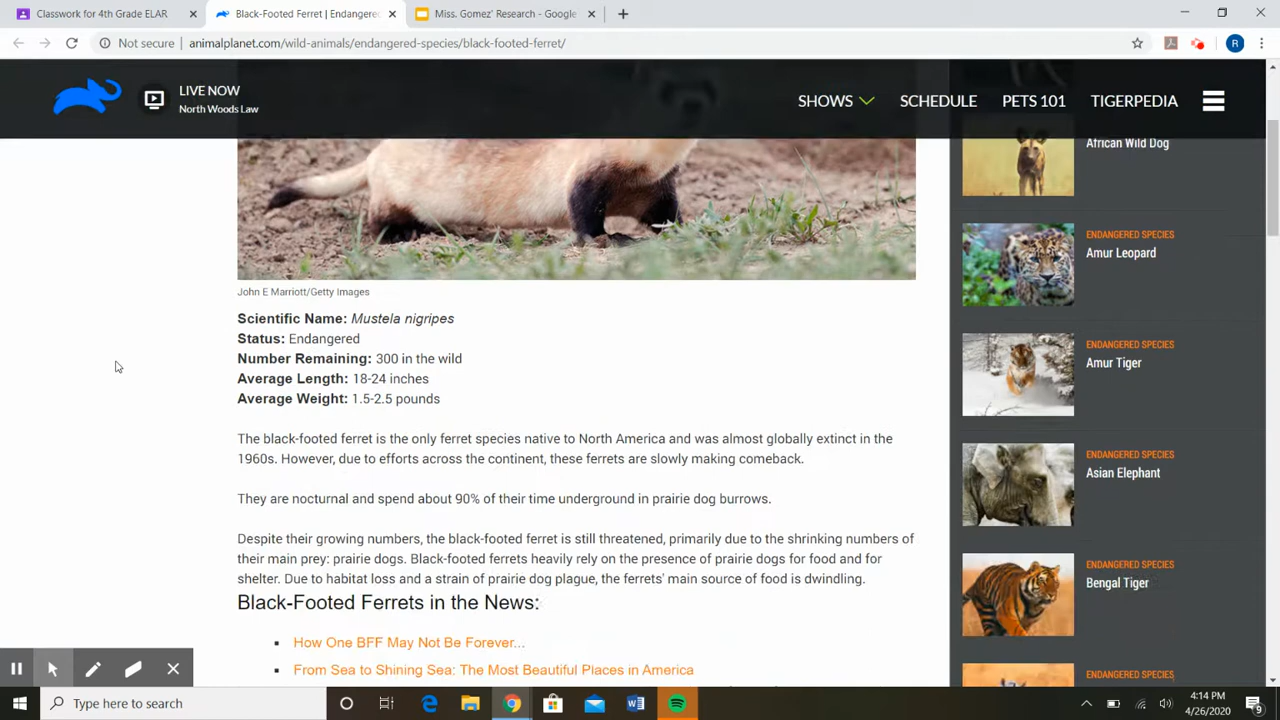 Classwork for 4th Grade ELAR
Black-Footed Ferret | Endangered
Miss. Gomez' Research - Google
Not secure | animalplanet.com/wild-animals/endangered-species/black-footed-ferret/
R
LIVE NOW
North Woods Law
SHOWS
SCHEDULE
PETS 101
TIGERPEDIA
John E Marriott/Getty Images
Scientific Name: Mustela nigripes
Status: Endangered
Number Remaining: 300 in the wild
Average Length: 18-24 inches
Average Weight: 1.5-2.5 pounds
The black-footed ferret is the only ferret species native to North America and was almost globally extinct in the
1960s. However, due to efforts across the continent, these ferrets are slowly making comeback.
They are nocturnal and spend about 90% of their time underground in prairie dog burrows.
Despite their growing numbers, the black-footed ferret is still threatened, primarily due to the shrinking numbers of
their main prey: prairie dogs. Black-footed ferrets heavily rely on the presence of prairie dogs for food and for
shelter. Due to habitat loss and a strain of prairie dog plague, the ferrets' main source of food is dwindling.
Black-Footed Ferrets in the News:
How One BFF May Not Be Forever...
From Sea to Shining Sea: The Most Beautiful Places in America
African Wild Dog
ENDANGERED SPECIES
Amur Leopard
ENDANGERED SPECIES
Amur Tiger
ENDANGERED SPECIES
Asian Elephant
ENDANGERED SPECIES
Bengal Tiger
ENDANGERED SPECIES
Type here to search
4:14 PM
4/26/2020
9